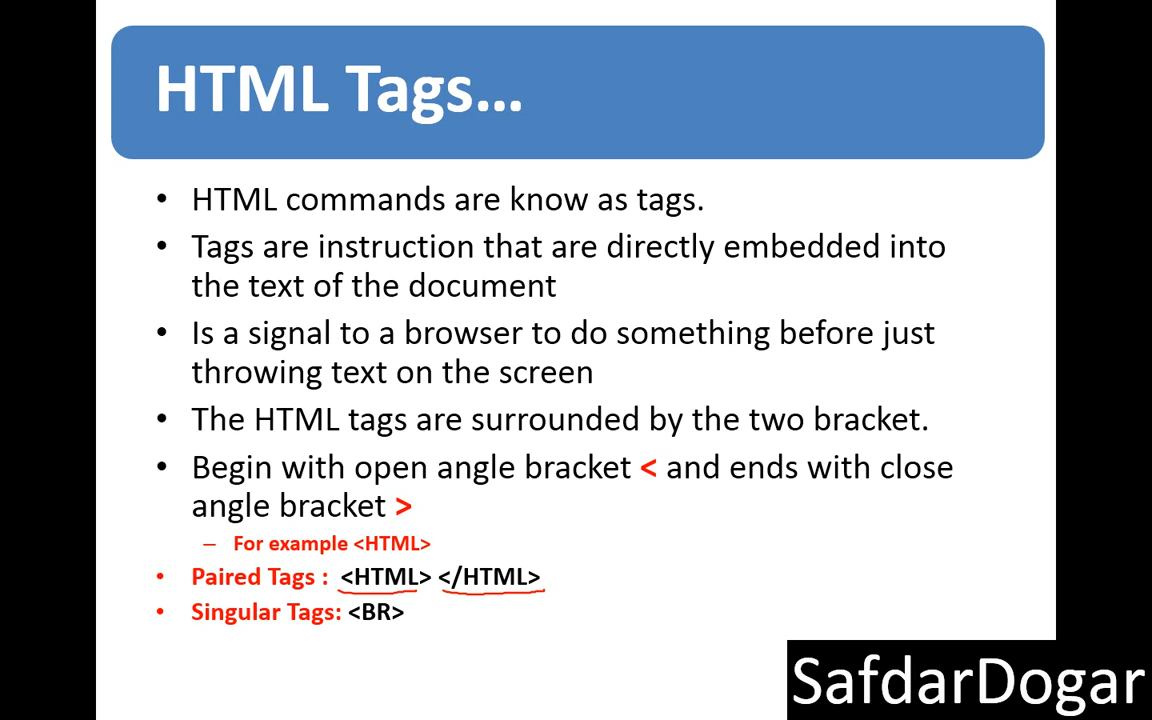 HTML Tags...
• HTML commands are know as tags.
• Tags are instruction that are directly embedded into
the text of the document
• Is a signal to a browser to do something before just
throwing text on the screen
• The HTML tags are surrounded by the two bracket.
• Begin with open angle bracket < and ends with close
angle bracket >
– For example <HTML>
• Paired Tags : <HTML> </HTML>
• Singular Tags: <BR>
SafdarDogar